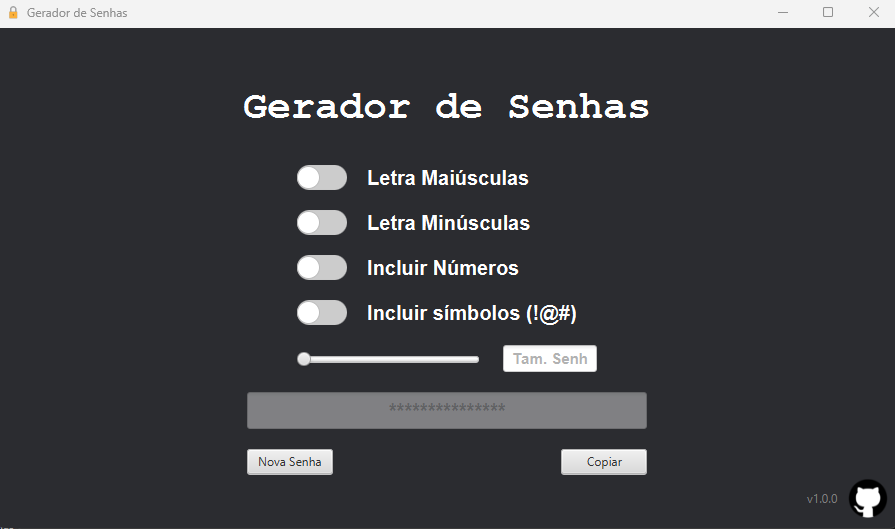 Gerador de Senhas
Gerador de Senhas
Letra Maiúsculas
Letra Minúsculas
Incluir Números
Incluir símbolos (!@#)
Tam. Senh
***************
Nova Senha
Copiar
v1.0.0